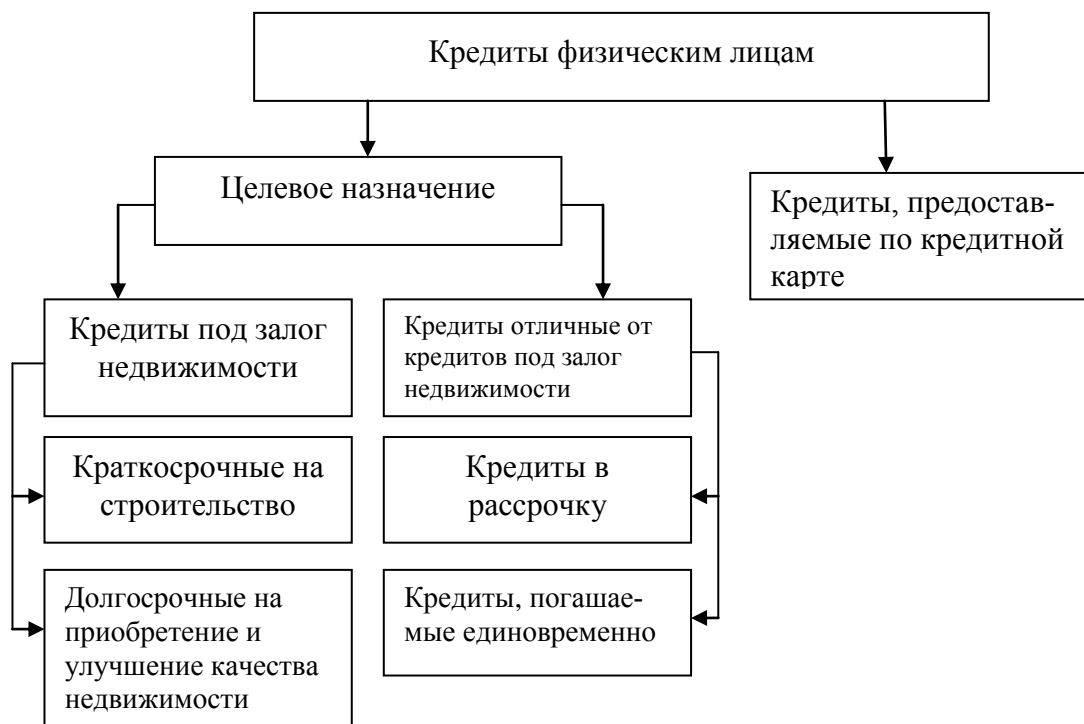 Кредиты физическим лицам
Целевое назначение
Кредиты, предостав-
ляемые по кредитной
карте
Кредиты под залог
недвижимости
Кредиты отличные от
кредитов под залог
недвижимости
Краткосрочные на
строительство
Кредиты в
рассрочку
Долгосрочные на
приобретение и
улучшение качества
недвижимости
Кредиты, погашае-
мые единовременно